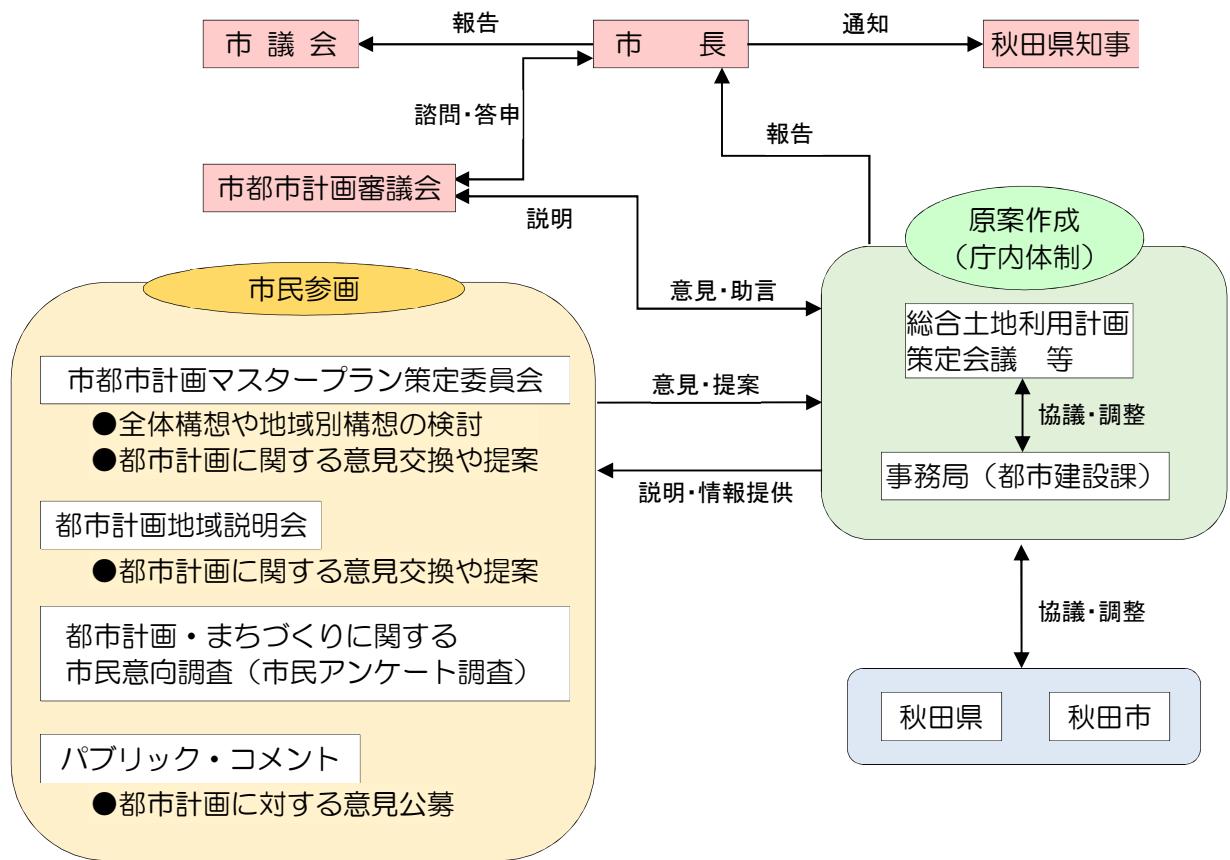 報告
通知
市 議 会
市　　長
秋田県知事
諮問・答申
報告
市都市計画審議会
説明
原案作成
（庁内体制）
市民参画
意見・助言
総合土地利用計画
策定会議　等
市都市計画マスタープラン策定委員会
意見・提案
●全体構想や地域別構想の検討
協議・調整
●都市計画に関する意見交換や提案
事務局（都市建設課）
説明・情報提供
都市計画地域説明会
●都市計画に関する意見交換や提案
協議・調整
都市計画・まちづくりに関する
市民意向調査（市民アンケート調査）
秋田県
秋田市
パブリック・コメント
●都市計画に対する意見公募